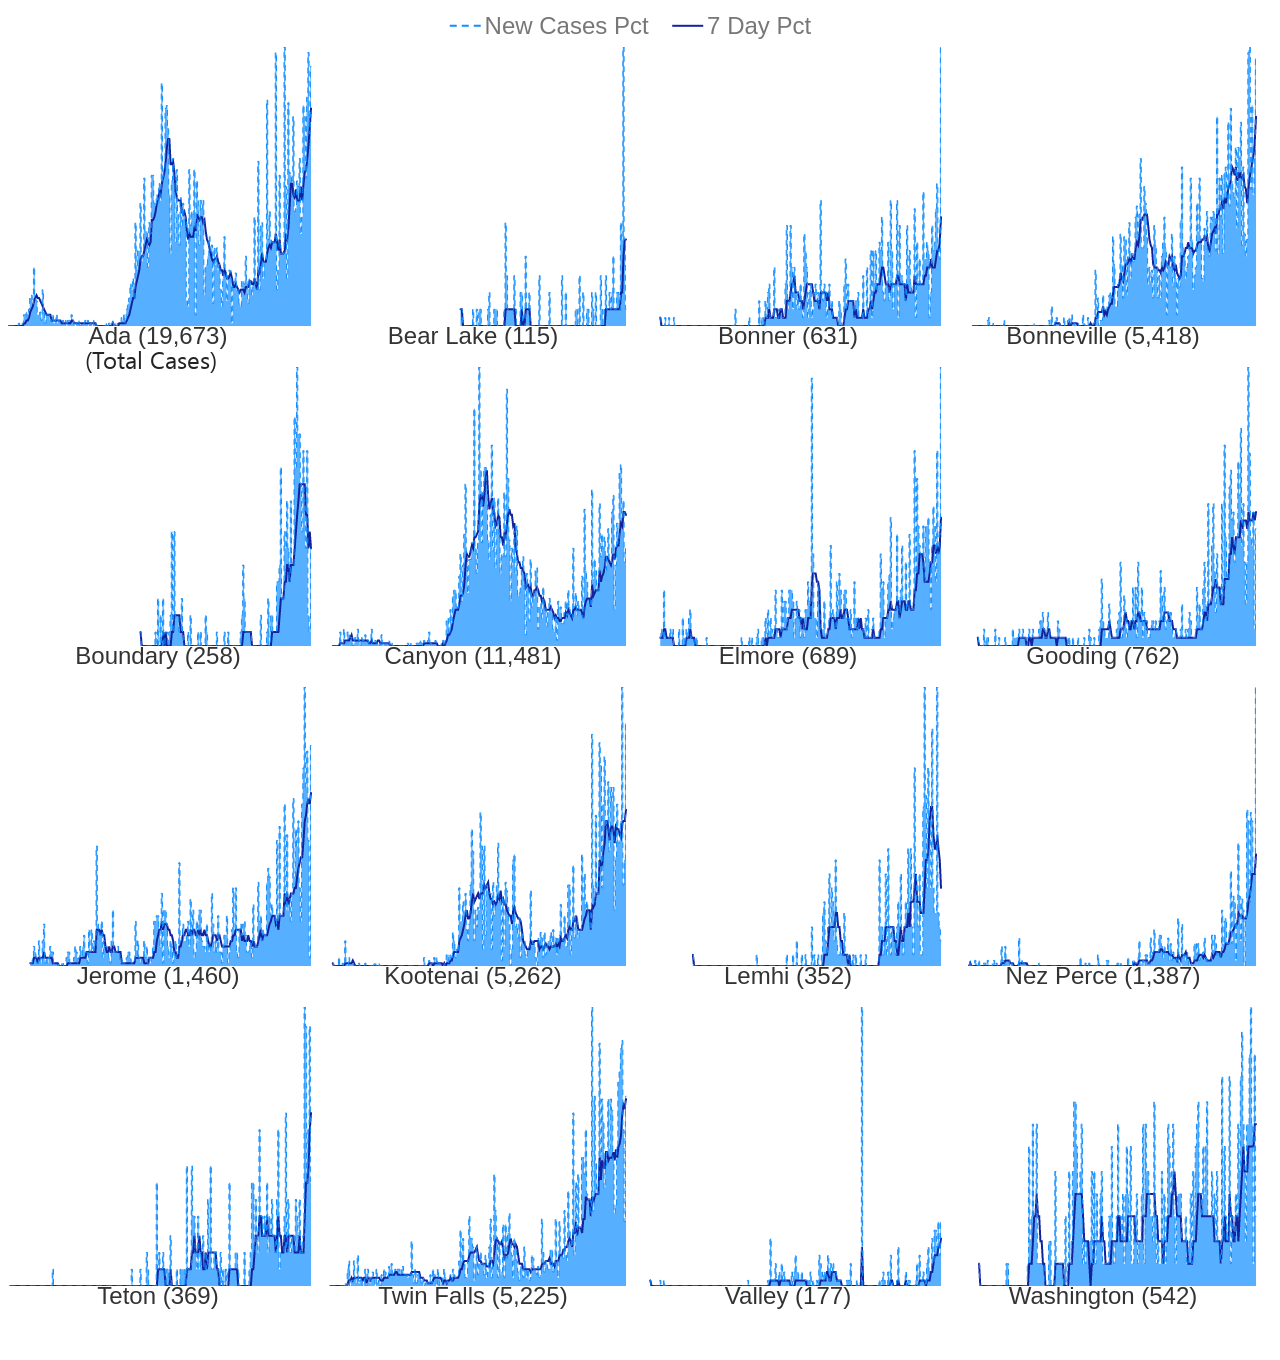 New Cases Pct 7 Day Pct
Ada (19,673)
(Total Cases)
Bear Lake (115)
Bonner (631)
Bonneville (5,418)
Boundary (258)
Canyon (11,481)
Elmore (689)
Gooding (762)
Jerome (1,460)
Kootenai (5,262)
Lemhi (352)
Nez Perce (1,387)
Teton (369)
Twin Falls (5,225)
Valley (177)
Washington (542)